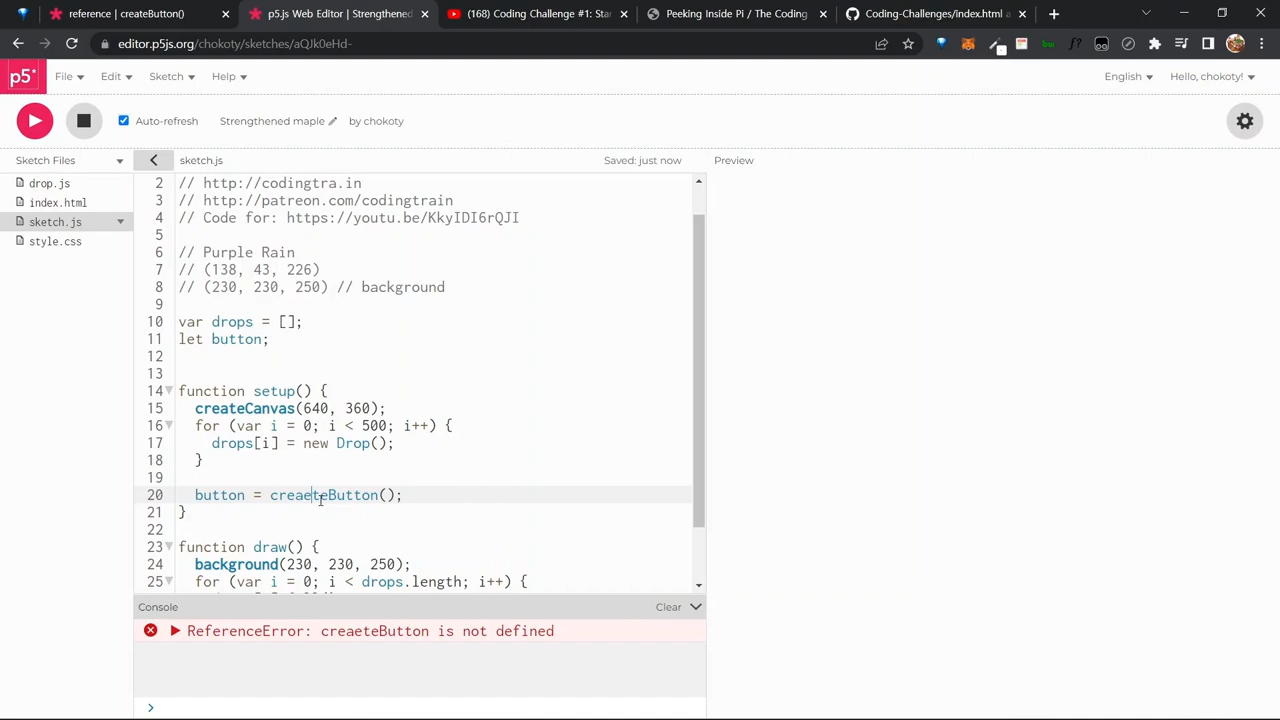 reference | createButton()
p5.js Web Editor | Strengthened
(168) Coding Challenge #1: Star
Peeking Inside Pi / The Coding
Coding-Challenges/index.html a
editor.p5js.org/chokoty/sketches/aQJk0eHd-
p5*
File
Edit
Sketch
Help
English
Hello, chokoty!
Auto-refresh
Strengthened maple
by chokoty
Sketch Files
sketch.js
Saved: just now
Preview
drop.js
index.html
sketch.js
style.css
2 // http://codingtra.in
3 // http://patreon.com/codingtrain
4 // Code for: https://youtu.be/KkyIDI6rQJI
5
6 // Purple Rain
7 // (138, 43, 226)
8 // (230, 230, 250) // background
9
10 var drops = [];
11 let button;
12
13
14 function setup() {
15 createCanvas(640, 360);
16 for (var i = 0; i < 500; i++) {
17 drops[i] = new Drop();
18 }
19
20 button = creaeteButton();
21 }
22
23 function draw() {
24 background(230, 230, 250);
25 for (var i = 0; i < drops.length; i++) {
Console
Clear
ReferenceError: creaeteButton is not defined
>